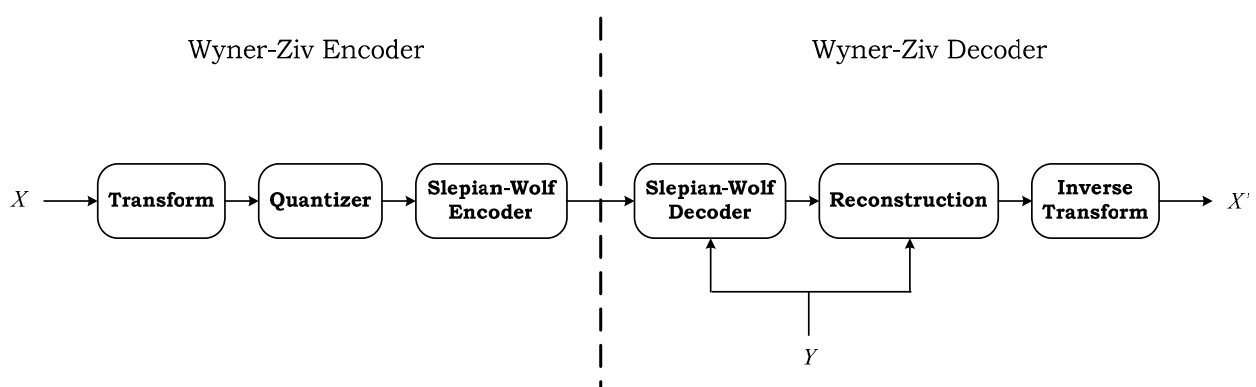 Wyner-Ziv Encoder
Wyner-Ziv Decoder
X
Transform
Quantizer
Slepian-Wolf
Encoder
Slepian-Wolf
Decoder
Reconstruction
Inverse
Transform
X'
Y